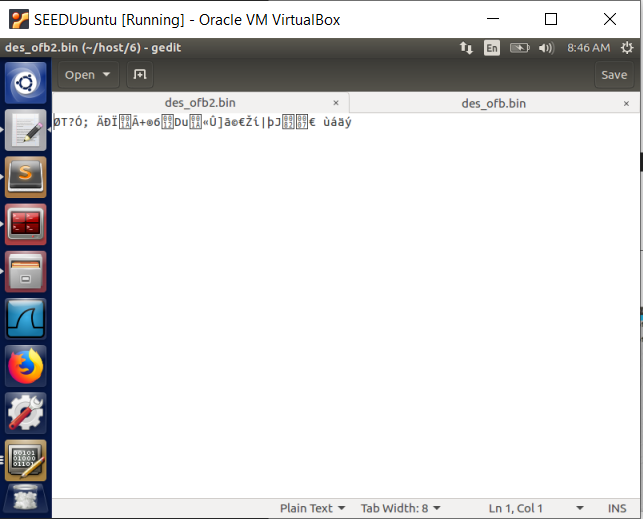 SEEDUbuntu [Running] - Oracle VM VirtualBox
des_ofb2.bin (~/host/6) - gedit
En
8:46 AM
Open
Save
des_ofb2.bin ×
des_ofb.bin ×
Plain Text
Tab Width: 8
Ln 1, Col 1
INS